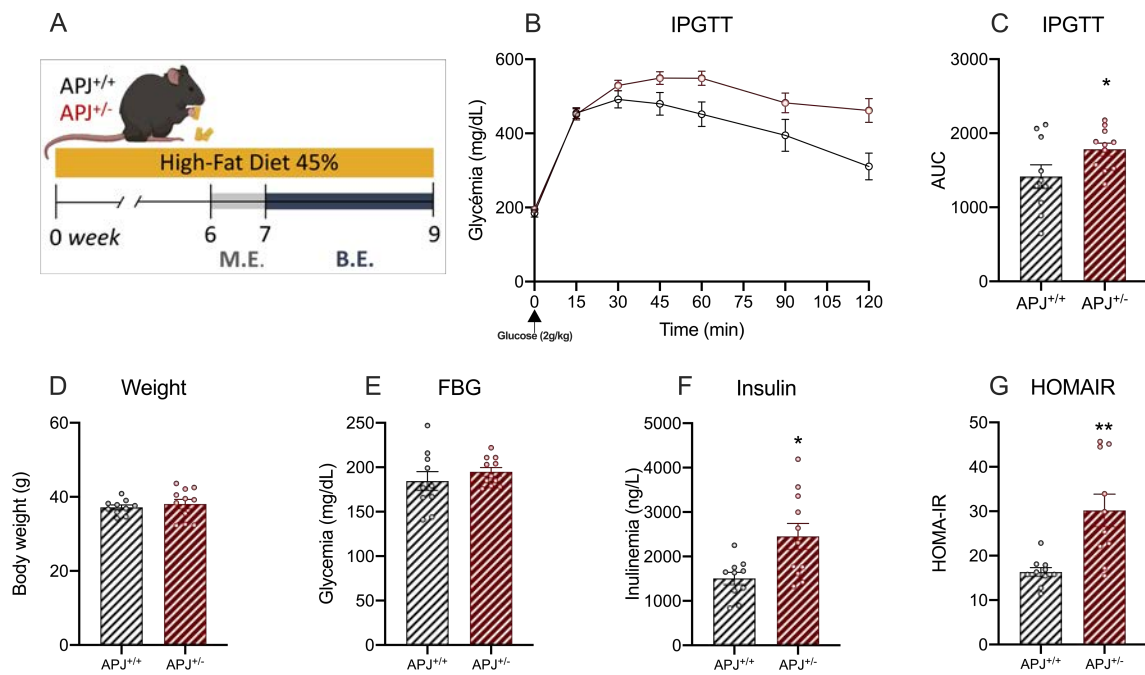 A
APJ+/+
APJ+/-
High-Fat Diet 45%
0 week
6
7
9
M.E.
B.E.
B
IPGTT
Glycémia (mg/dL)
600
400
200
0
0 15 30 45 60 75 90 105 120
Time (min)
Glucose (2g/kg)
C
IPGTT
AUC
3000
2000
1000
0
*
APJ+/+ APJ+/-
D
Weight
Body weight (g)
60
40
20
0
APJ+/+ APJ+/-
E
FBG
Glycemia (mg/dL)
250
200
150
100
50
0
APJ+/+ APJ+/-
F
Insulin
Inulinemia (ng/L)
5000
4000
3000
2000
1000
0
*
APJ+/+ APJ+/-
G
HOMAIR
HOMA-IR
50
40
30
20
10
0
**
APJ+/+ APJ+/-